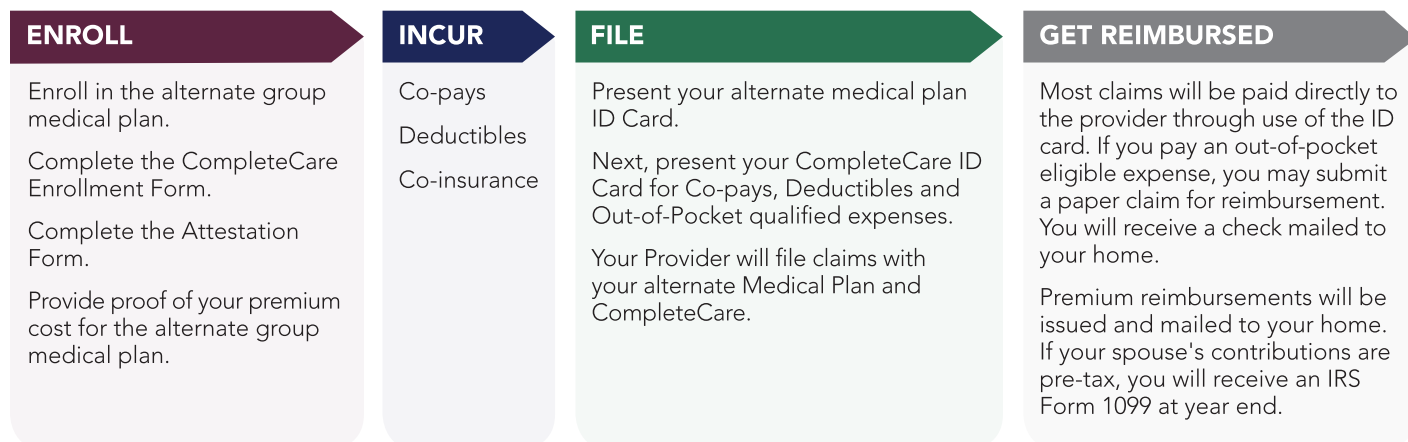 ENROLL
Enroll in the alternate group
medical plan.
Complete the CompleteCare
Enrollment Form.
Complete the Attestation
Form.
Provide proof of your premium
cost for the alternate group
medical plan.
INCUR
Co-pays
Deductibles
Co-insurance
FILE
Present your alternate medical plan
ID Card.
Next, present your CompleteCare ID
Card for Co-pays, Deductibles and
Out-of-Pocket qualified expenses.
Your Provider will file claims with
your alternate Medical Plan and
CompleteCare.
GET REIMBURSED
Most claims will be paid directly to
the provider through use of the ID
card. If you pay an out-of-pocket
eligible expense, you may submit
a paper claim for reimbursement.
You will receive a check mailed to
your home.
Premium reimbursements will be
issued and mailed to your home.
If your spouse's contributions are
pre-tax, you will receive an IRS
Form 1099 at year end.